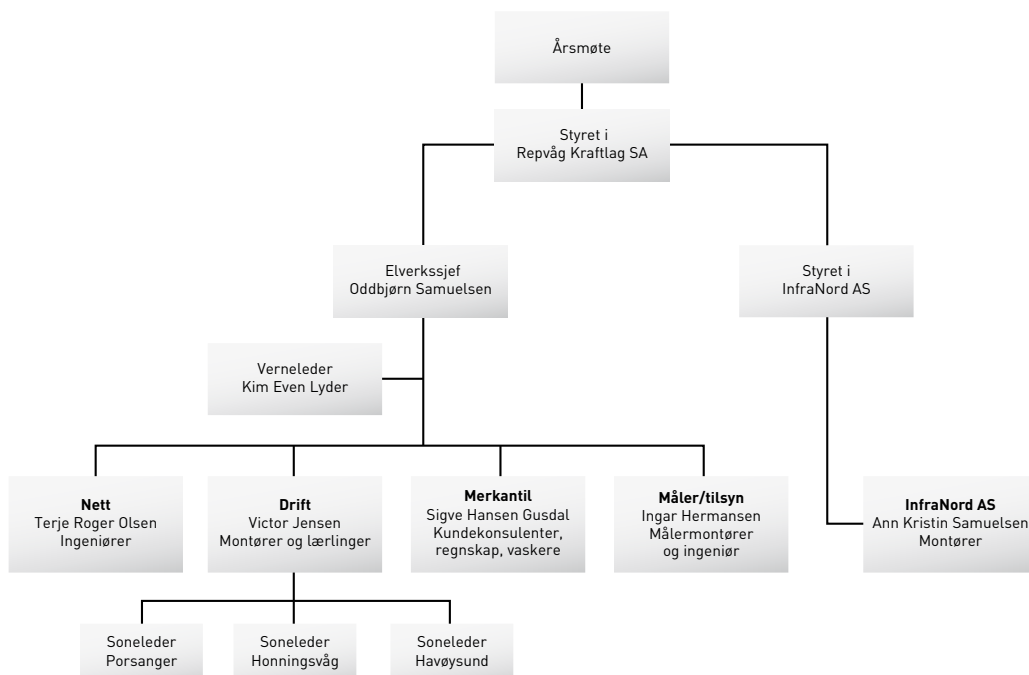 Årsmøte
Styret i
Repvåg Kraftlag SA
Elverkssjef
Oddbjørn Samuelsen
Styret i
InfraNord AS
Verneleder
Kim Even Lyder
Nett
Terje Roger Olsen
Ingeniører
Drift
Victor Jensen
Montører og lærlinger
Merkantil
Sigve Hansen Gusdal
Kundekonsulenter,
regnskap, vaskere
Måler/tilsyn
Ingar Hermansen
Målermontører
og ingeniør
InfraNord AS
Ann Kristin Samuelsen
Montører
Soneleder
Porsanger
Soneleder
Honningsvåg
Soneleder
Havøysund